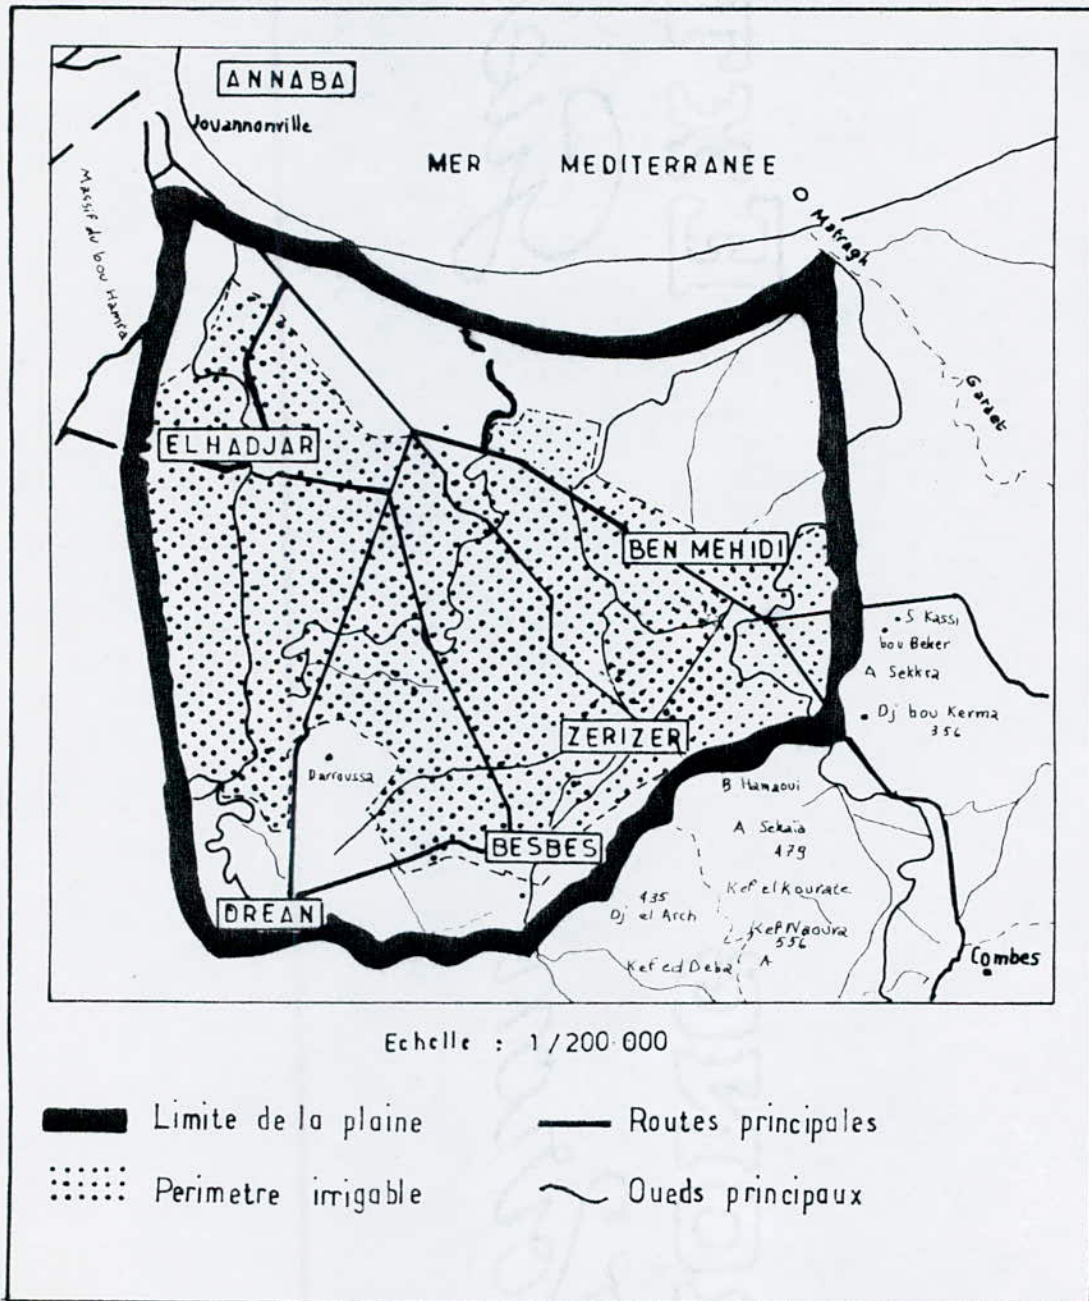 ANNABA
Jouannonville
MER MEDITERRANEE
Matragh
Massif du bou Hamra
Garaet
EL HADJAR
BEN MEHIDI
S Kassi
bou Beker
A Sekkra
Dj bou Kerma
356
ZERIZER
Darroussa
B Hamaoui
A Sekaïa
479
BESBES
Kef el Kourate
435
Dj el Arch
Kef Naoura
556
DREAN
Kef ed Deba
A
Combes
Echelle : 1/200.000
Limite de la plaine
Routes principales
Perimetre irrigable
Oueds principaux